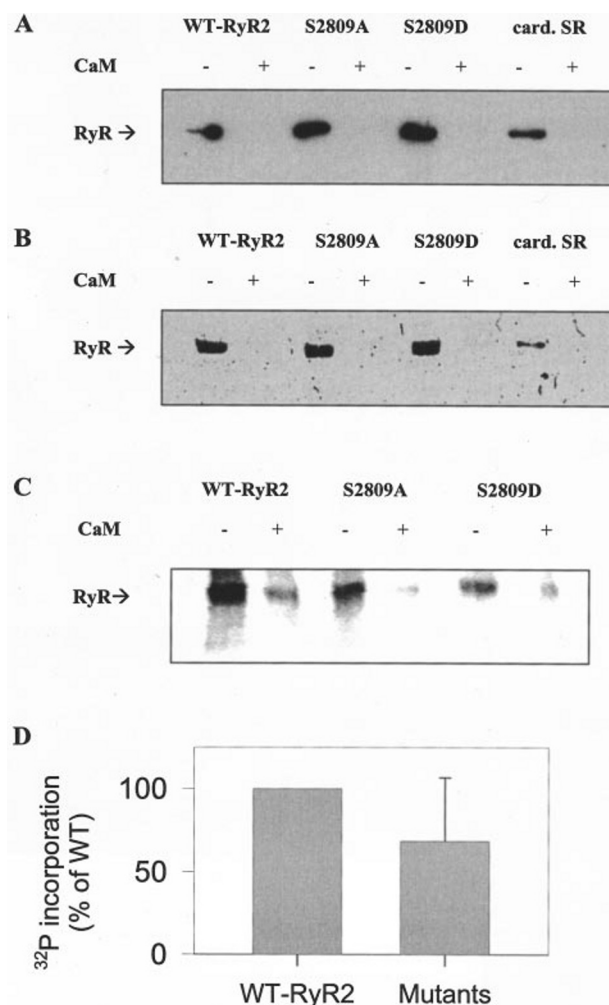 A
WT-RyR2 S2809A S2809D card. SR
CaM - + - + - + - +
RyR →
B
WT-RyR2 S2809A S2809D card. SR
CaM - + - + - + - +
RyR →
C
WT-RyR2 S2809A S2809D
CaM - + - + - +
RyR→
D
³²P incorporation
(% of WT)
100
50
0
WT-RyR2 Mutants